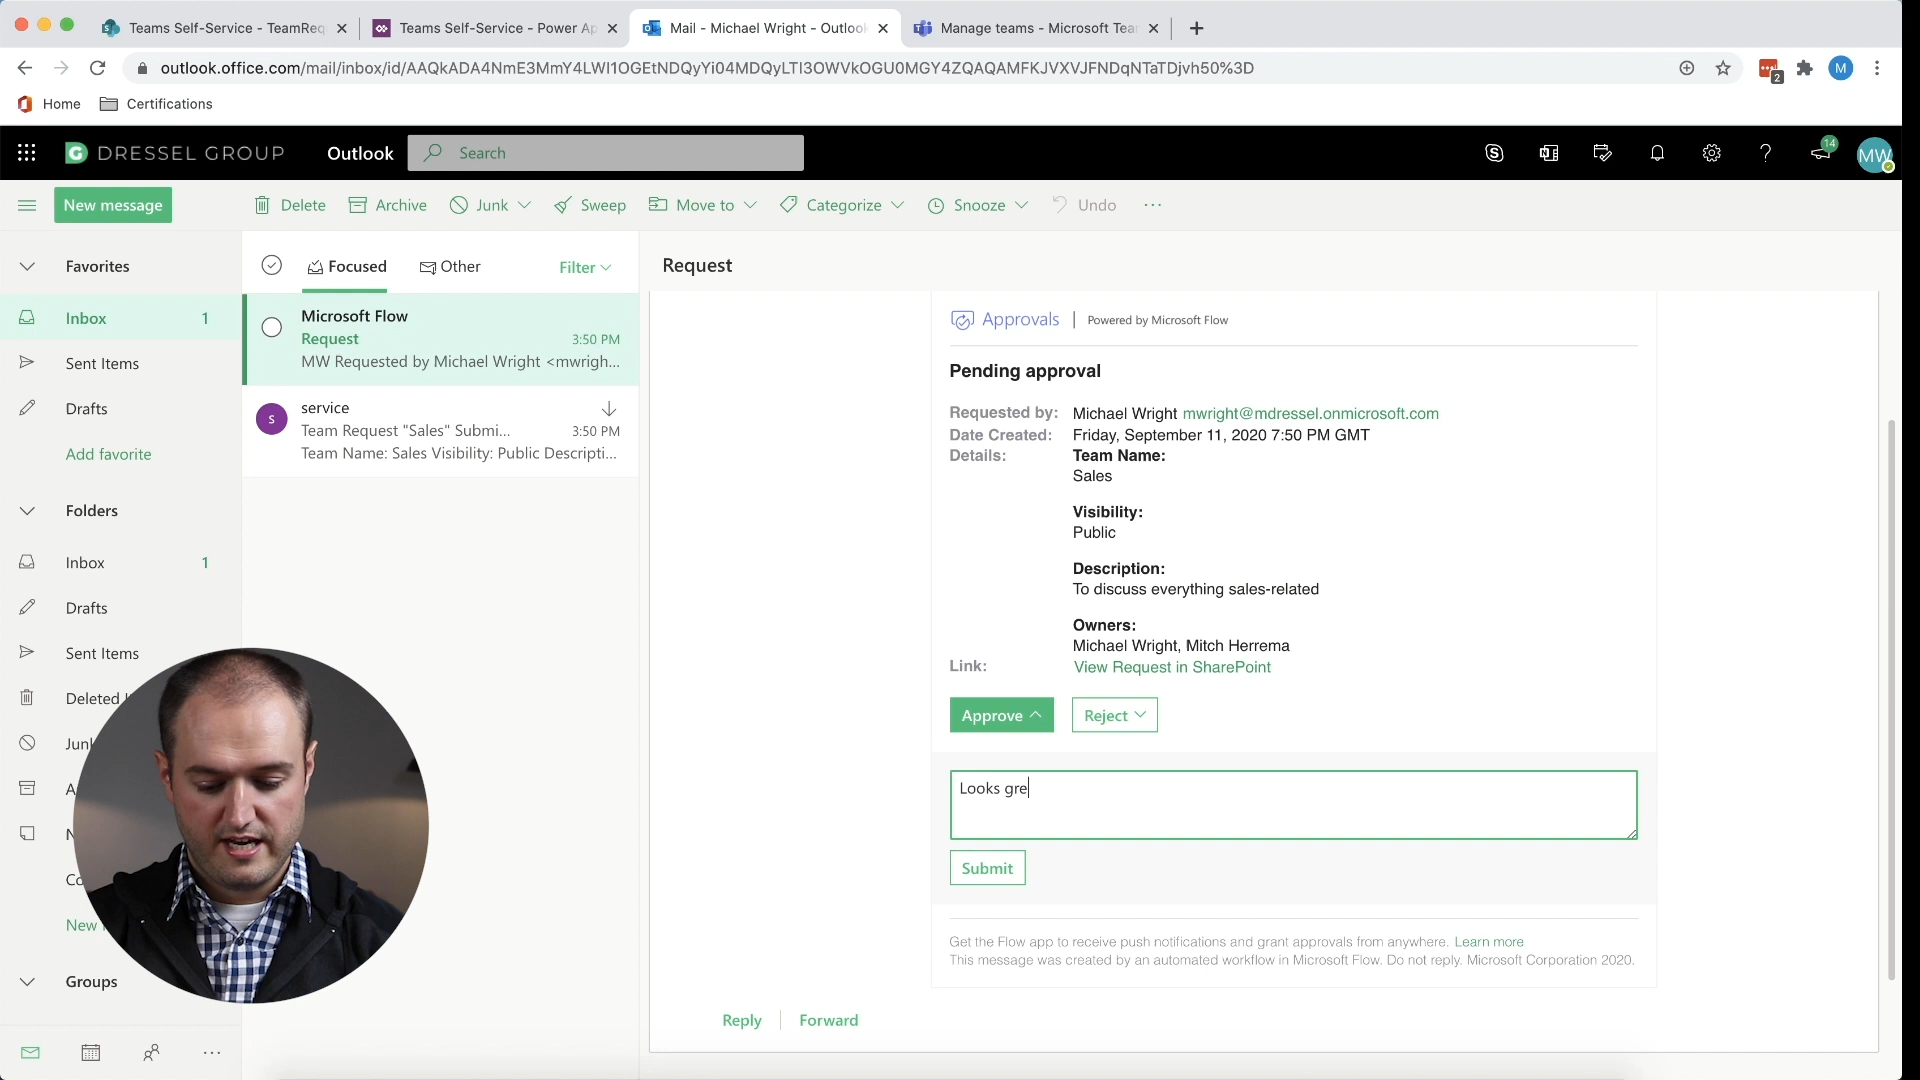 Teams Self-Service - TeamReq
Teams Self-Service - Power Ap
Mail - Michael Wright - Outlook
Manage teams - Microsoft Tea
outlook.office.com/mail/inbox/id/AAQkADA4NmE3MmY4LWI1OGEtNDQyYi04MDQyLTI3OWVkOGU0MGY4ZQAQAMFKJVXVJFNDqNTaTDjvh50%3D
2
M
Home
Certifications
DRESSEL GROUP
Outlook
Search
14
MW
New message
Delete
Archive
Junk
Sweep
Move to
Categorize
Snooze
Undo
Favorites
Inbox 1
Sent Items
Drafts
Add favorite
Folders
Inbox 1
Drafts
Sent Items
Deleted
Junk
A
N
Co
New
Groups
Focused
Other
Filter
Microsoft Flow
Request 3:50 PM
MW Requested by Michael Wright <mwrigh...
S
service
Team Request "Sales" Submi... 3:50 PM
Team Name: Sales Visibility: Public Descripti...
Request
Approvals | Powered by Microsoft Flow
Pending approval
Requested by: Michael Wright mwright@mdressel.onmicrosoft.com
Date Created: Friday, September 11, 2020 7:50 PM GMT
Details: Team Name:
Sales
Visibility:
Public
Description:
To discuss everything sales-related
Owners:
Michael Wright, Mitch Herrema
Link: View Request in SharePoint
Approve
Reject
Looks gre
Submit
Get the Flow app to receive push notifications and grant approvals from anywhere. Learn more
This message was created by an automated workflow in Microsoft Flow. Do not reply. Microsoft Corporation 2020.
Reply
Forward